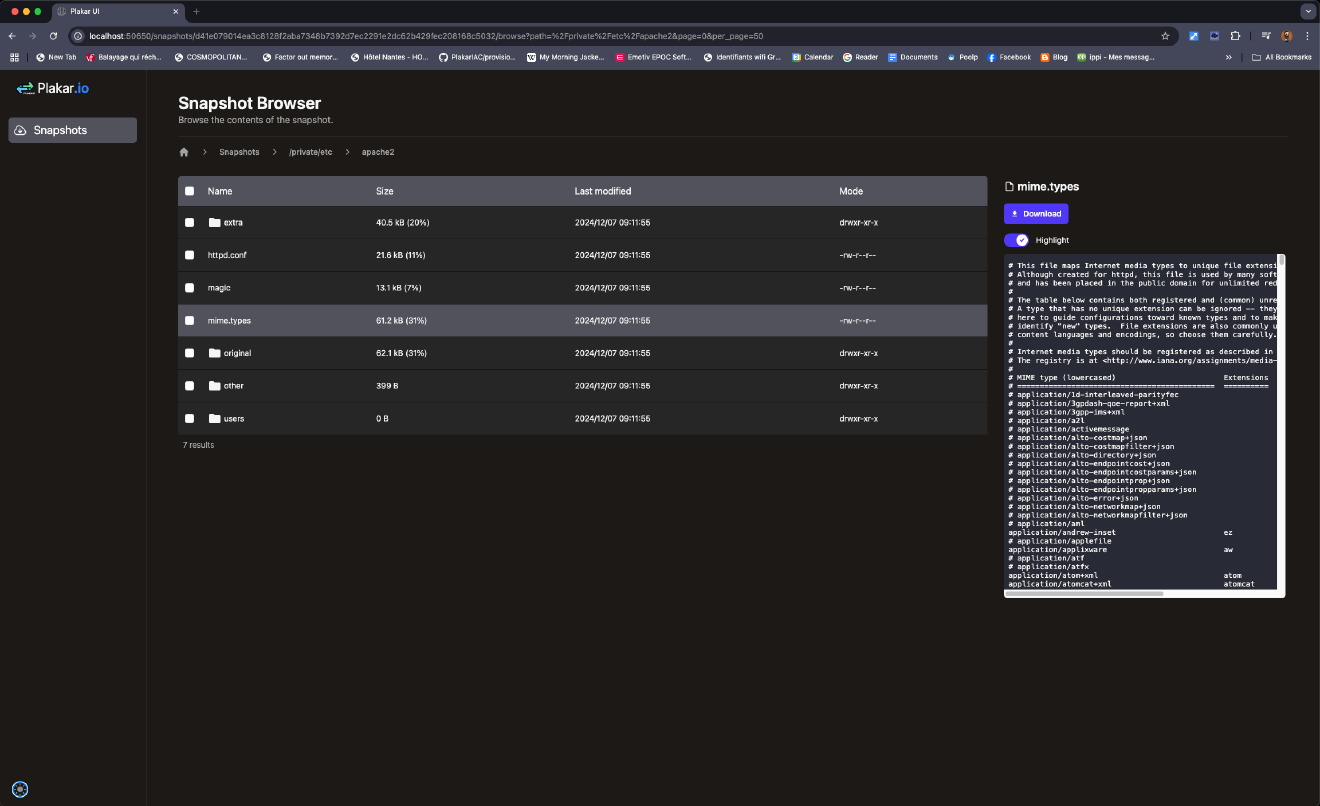 Plakar UI
localhost:50650/snapshots/d41e079014ea3c8128f2aba7348b7392d7ec2291e2dc62b429fec208168c5032/browse?path=%2Fprivate%2Fetc%2Fapache2&page=0&per_page=50
New Tab
Balayage qui réch...
COSMOPOLITAN...
Factor out memor...
Hôtel Nantes - HO...
PlakarIAC/provisio...
My Morning Jacke...
Emotiv EPOC Soft...
Identifiants wifi Gr...
Calendar
Reader
Documents
Peolp
Facebook
Blog
ippi - Mes messag...
»
All Bookmarks
Plakar.io
Snapshots
Snapshot Browser
Browse the contents of the snapshot.
Snapshots > /private/etc > apache2
Name Size Last modified Mode
extra 40.5 kB (20%) 2024/12/07 09:11:55 drwxr-xr-x
httpd.conf 21.6 kB (11%) 2024/12/07 09:11:55 -rw-r--r--
magic 13.1 kB (7%) 2024/12/07 09:11:55 -rw-r--r--
mime.types 61.2 kB (31%) 2024/12/07 09:11:55 -rw-r--r--
original 62.1 kB (31%) 2024/12/07 09:11:55 drwxr-xr-x
other 399 B 2024/12/07 09:11:55 drwxr-xr-x
users 0 B 2024/12/07 09:11:55 drwxr-xr-x
7 results
mime.types
Download
Highlight
# This file maps Internet media types to unique file extensi
# Although created for httpd, this file is used by many soft
# and has been placed in the public domain for unlimited red
#
# The table below contains both registered and (common) unre
# A type that has no unique extension can be ignored -- they
# here to guide configurations toward known types and to mak
# identify "new" types.  File extensions are also commonly u
# content languages and encodings, so choose them carefully.
#
# Internet media types should be registered as described in
# The registry is at <http://www.iana.org/assignments/media-
#
# MIME type (lowercased) Extensions
# ============================================ ==========
# application/1d-interleaved-parityfec
# application/3gpdash-qoe-report+xml
# application/3gpp-ims+xml
# application/a2l
# application/activemessage
# application/alto-costmap+json
# application/alto-costmapfilter+json
# application/alto-directory+json
# application/alto-endpointcost+json
# application/alto-endpointcostparams+json
# application/alto-endpointprop+json
# application/alto-endpointpropparams+json
# application/alto-error+json
# application/alto-networkmap+json
# application/alto-networkmapfilter+json
# application/aml
application/andrew-inset ez
# application/applefile
application/applixware aw
# application/atf
# application/atfx
application/atom+xml atom
application/atomcat+xml atomcat